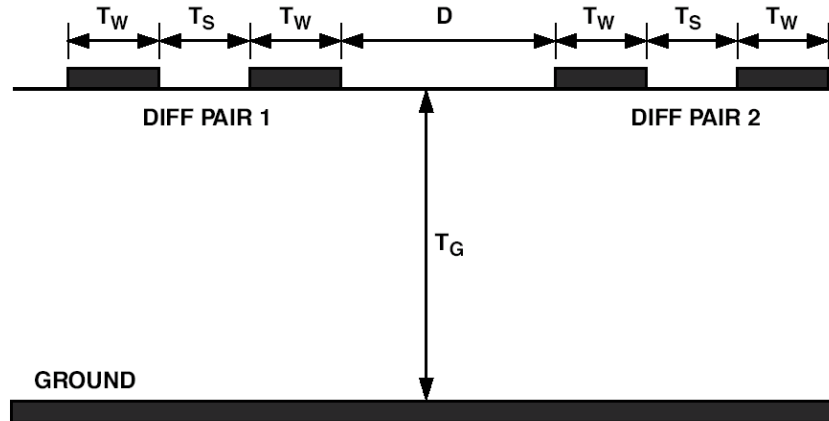 TW TS TW D TW TS TW
DIFF PAIR 1 DIFF PAIR 2
TG
GROUND